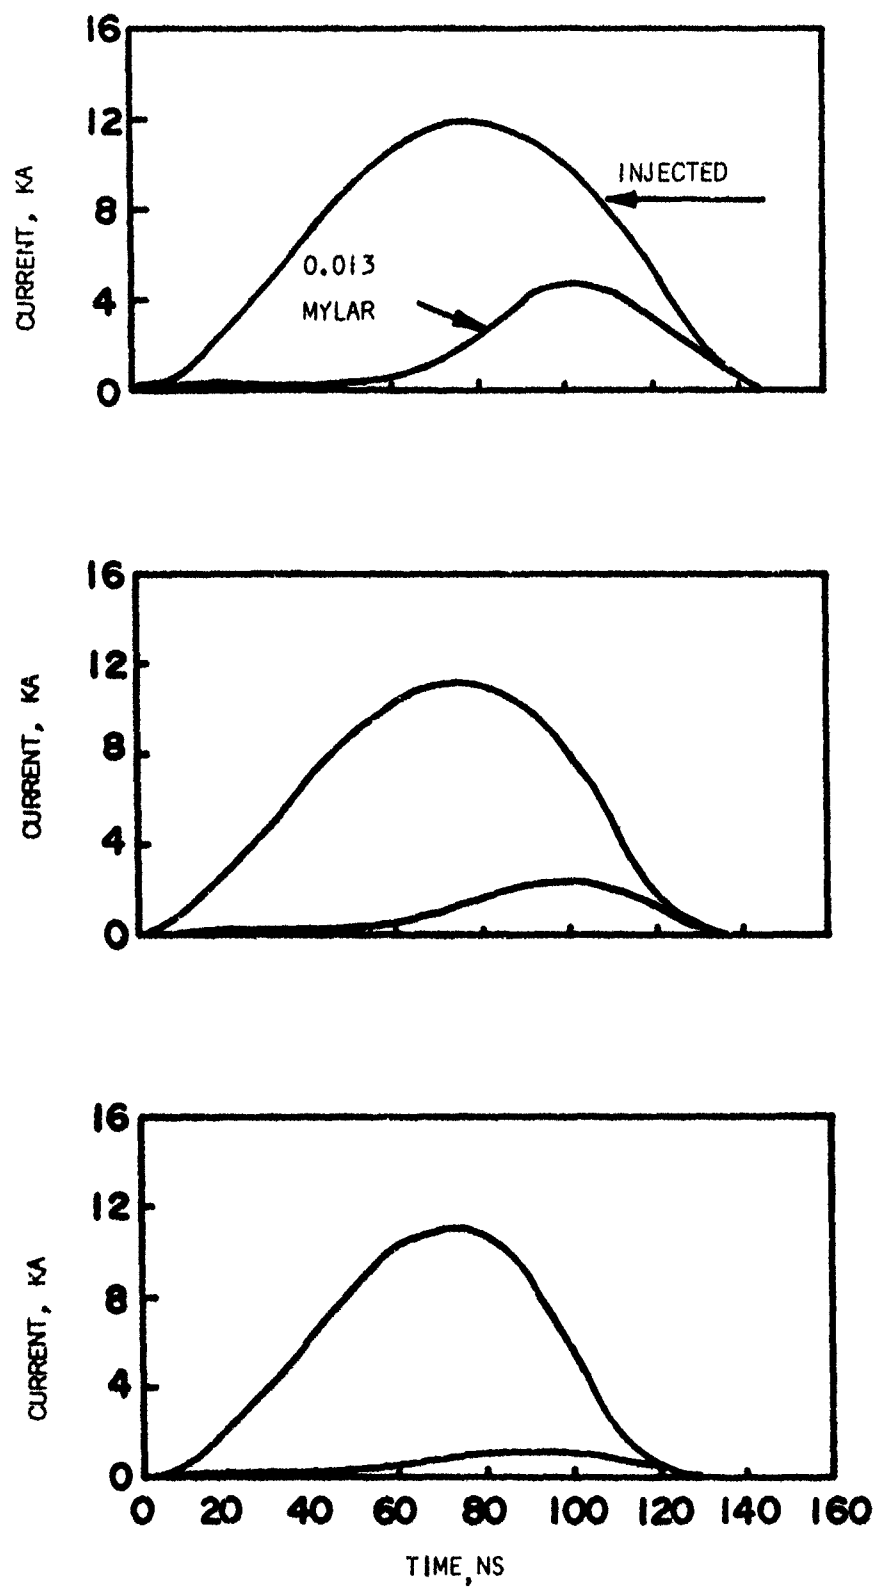 16
12
8
4
0
CURRENT, KA
INJECTED
0.013
MYLAR
16
12
8
4
0
CURRENT, KA
16
12
8
4
0
CURRENT, KA
0 20 40 60 80 100 120 140 160
TIME, NS